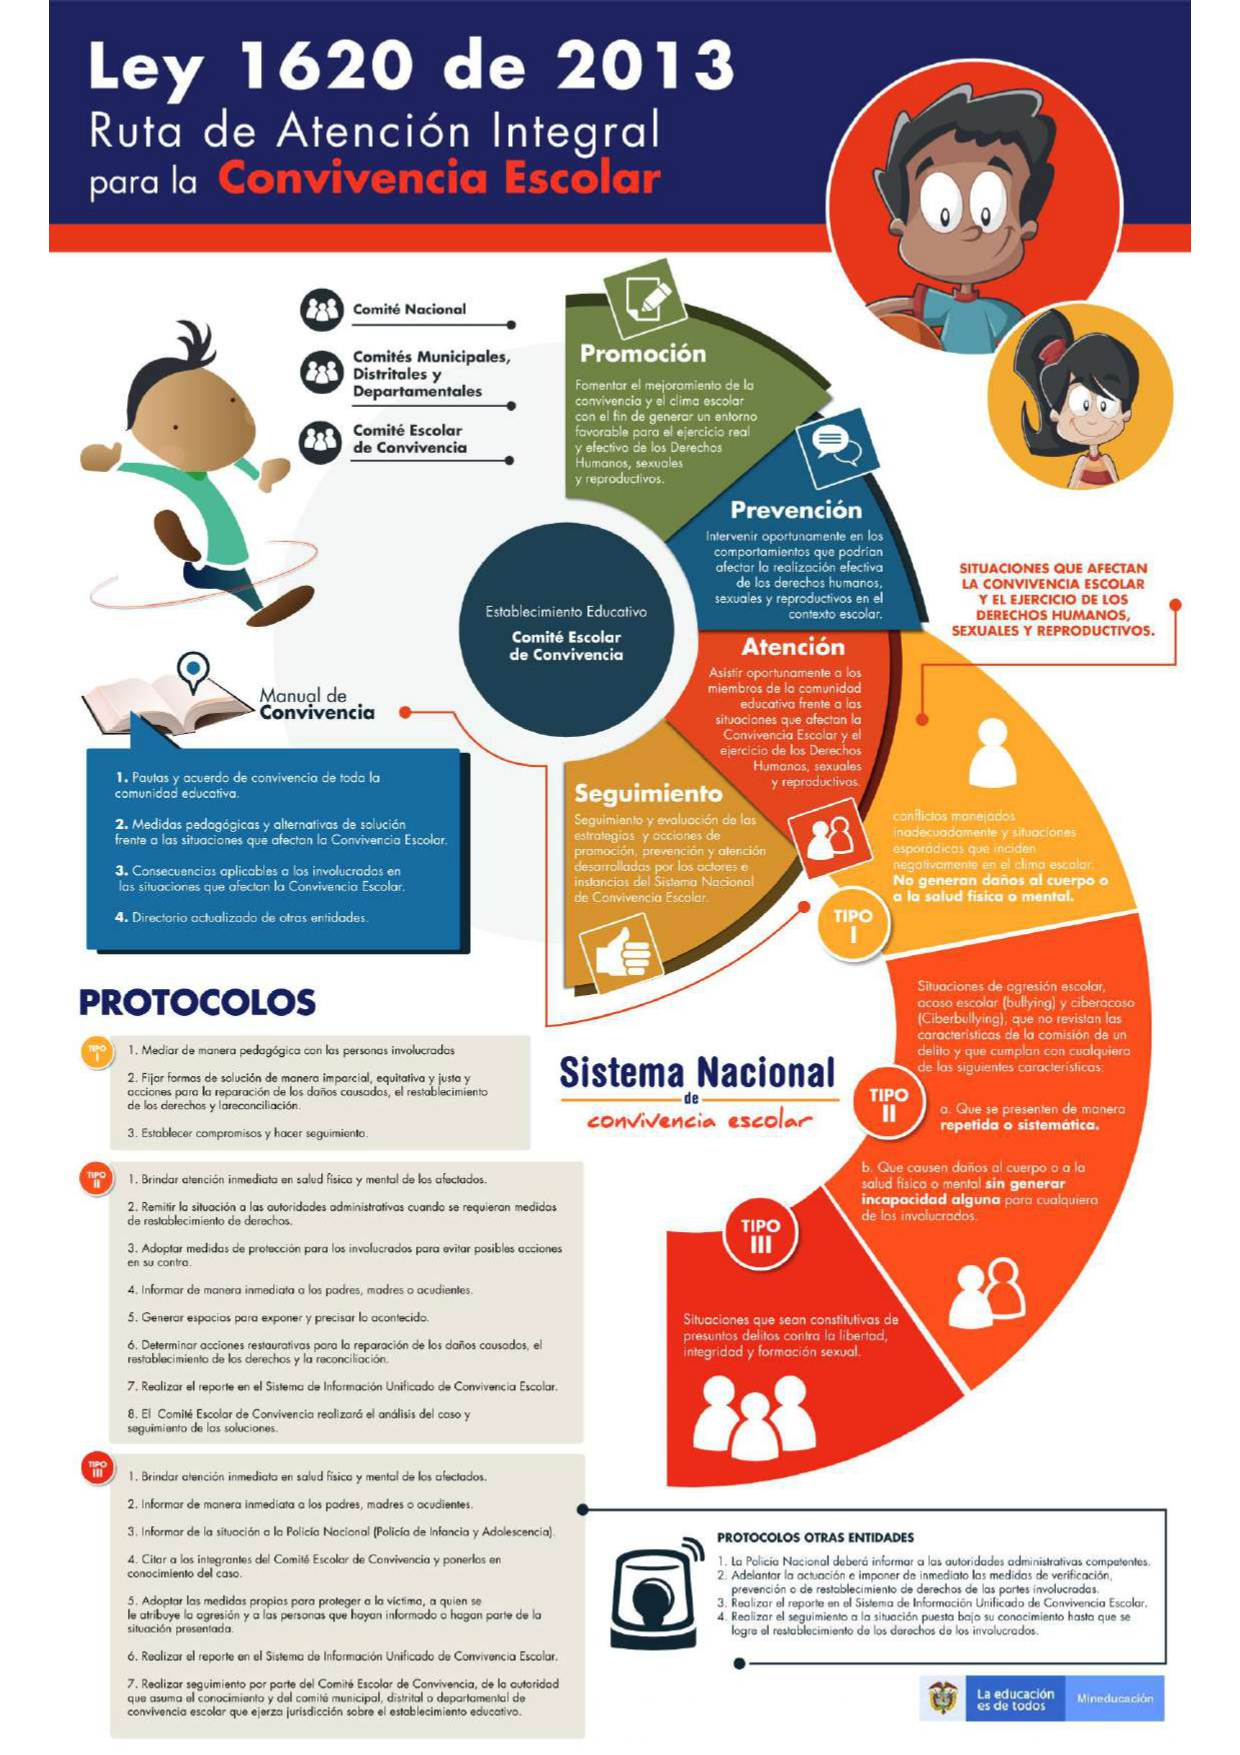 Ley 1620 de 2013
Ruta de Atención Integral
para la Convivencia Escolar
Comité Nacional
Comités Municipales,
Distritales y
Departamentales
Comité Escolar
de Convivencia
Promoción
Fomentar el mejoramiento de la
convivencia y el clima escolar
con el fin de generar un entorno
favorable para el ejercicio real
y efectivo de los Derechos
Humanos, sexuales
y reproductivos.
Prevención
Intervenir oportunamente en los
comportamientos que podrían
afectar la realización efectiva
de los derechos humanos,
sexuales y reproductivos en el
contexto escolar.
SITUACIONES QUE AFECTAN
LA CONVIVENCIA ESCOLAR
Y EL EJERCICIO DE LOS
DERECHOS HUMANOS,
SEXUALES Y REPRODUCTIVOS.
Establecimiento Educativo
Comité Escolar
de Convivencia
Atención
Asistir oportunamente a los
miembros de la comunidad
educativa frente a las
situaciones que afectan la
Convivencia Escolar y el
ejercicio de los Derechos
Humanos, sexuales
y reproductivos.
Manual de
Convivencia
1. Pautas y acuerdo de convivencia de toda la
comunidad educativa.
2. Medidas pedagógicas y alternativas de solución
frente a las situaciones que afectan la Convivencia Escolar.
3. Consecuencias aplicables a los involucrados en
las situaciones que afectan la Convivencia Escolar.
4. Directorio actualizado de otras entidades.
Seguimiento
Seguimiento y evaluación de las
estrategias y acciones de
promoción, prevención y atención
desarrolladas por los actores e
instancias del Sistema Nacional
de Convivencia Escolar.
conflictos manejados
inadecuadamente y situaciones
esporádicas que inciden
negativamente en el clima escolar.
No generan daños al cuerpo o
a la salud física o mental.
TIPO
I
Situaciones de agresión escolar,
acoso escolar (bullying) y ciberacoso
(Ciberbullying), que no revistan las
características de la comisión de un
delito y que cumplan con cualquiera
de las siguientes características:
TIPO
II
a. Que se presenten de manera
repetida o sistemática.
b. Que causen daños al cuerpo o a la
salud física o mental sin generar
incapacidad alguna para cualquiera
de los involucrados.
TIPO
III
Situaciones que sean constitutivas de
presuntos delitos contra la libertad,
integridad y formación sexual.
Sistema Nacional
de
convivencia escolar
PROTOCOLOS
TIPO
I
1. Mediar de manera pedagógica con las personas involucradas
2. Fijar formas de solución de manera imparcial, equitativa y justa y
acciones para la reparación de los daños causados, el restablecimiento
de los derechos y lareconciliación.
3. Establecer compromisos y hacer seguimiento.
TIPO
II
1. Brindar atención inmediata en salud física y mental de los afectados.
2. Remitir la situación a las autoridades administrativas cuando se requieran medidas
de restablecimiento de derechos.
3. Adoptar medidas de protección para los involucrados para evitar posibles acciones
en su contra.
4. Informar de manera inmediata a los padres, madres o acudientes.
5. Generar espacios para exponer y precisar lo acontecido.
6. Determinar acciones restaurativas para la reparación de los daños causados, el
restablecimiento de los derechos y la reconciliación.
7. Realizar el reporte en el Sistema de Información Unificado de Convivencia Escolar.
8. El Comité Escolar de Convivencia realizará el análisis del caso y
seguimiento de las soluciones.
TIPO
III
1. Brindar atención inmediata en salud física y mental de los afectados.
2. Informar de manera inmediata a los padres, madres o acudientes.
3. Informar de la situación a la Policía Nacional (Policía de Infancia y Adolescencia).
4. Citar a los integrantes del Comité Escolar de Convivencia y ponerlos en
conocimiento del caso.
5. Adoptar las medidas propias para proteger a la víctima, a quien se
le atribuye la agresión y a las personas que hayan informado o hagan parte de la
situación presentada.
6. Realizar el reporte en el Sistema de Información Unificado de Convivencia Escolar.
7. Realizar seguimiento por parte del Comité Escolar de Convivencia, de la autoridad
que asuma el conocimiento y del comité municipal, distrital o departamental de
convivencia escolar que ejerza jurisdicción sobre el establecimiento educativo.
PROTOCOLOS OTRAS ENTIDADES
1. La Policía Nacional deberá informar a las autoridades administrativas competentes.
2. Adelantar la actuación e imponer de inmediato las medidas de verificación,
prevención o de restablecimiento de derechos de las partes involucradas.
3. Realizar el reporte en el Sistema de Información Unificado de Convivencia Escolar.
4. Realizar el seguimiento a la situación puesta bajo su conocimiento hasta que se
logre el restablecimiento de los derechos de los involucrados.
La educación
es de todos
Mineducación